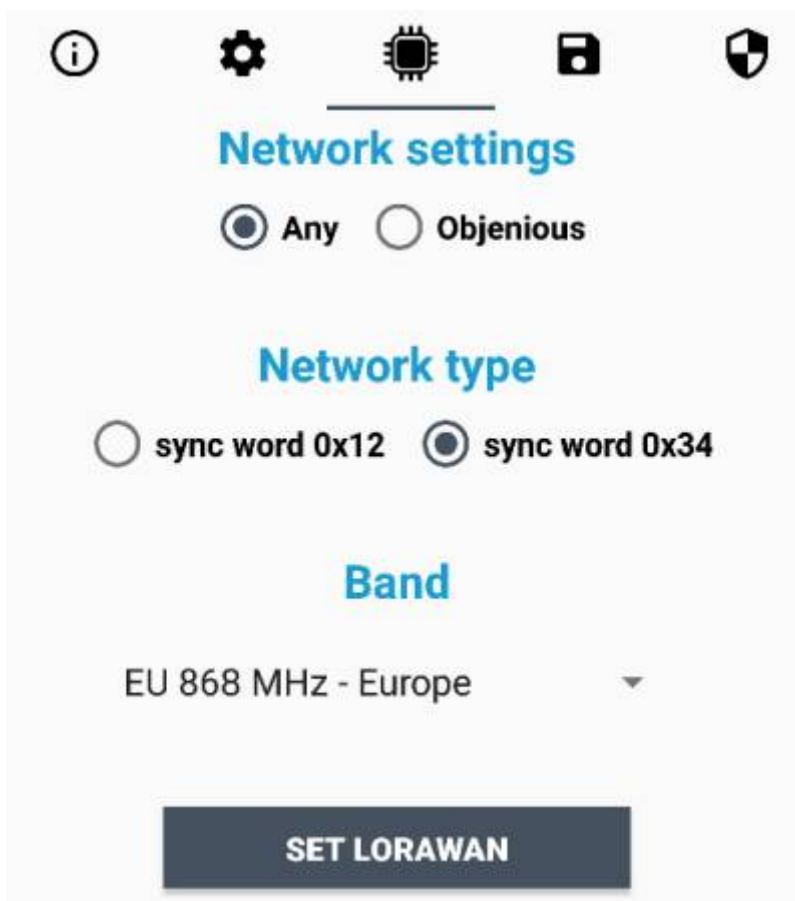 Network settings
Any Objenious
Network type
sync word 0x12 sync word 0x34
Band
EU 868 MHz - Europe
SET LORAWAN